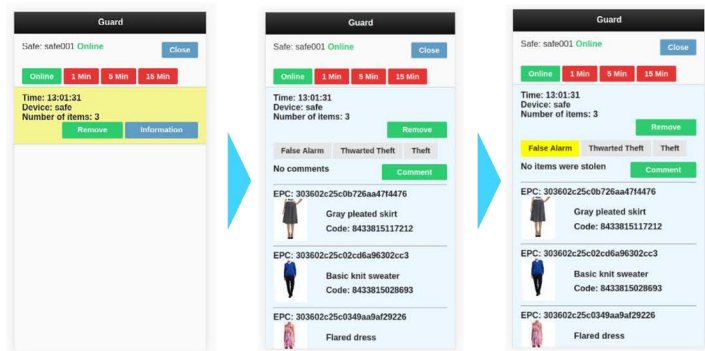 Guard
Safe: safe001 Online
Close
Online 1 Min 5 Min 15 Min
Time: 13:01:31
Device: safe
Number of items: 3
Remove Information
Guard
Safe: safe001 Online
Close
Online 1 Min 5 Min 15 Min
Time: 13:01:31
Device: safe
Number of items: 3
Remove
False Alarm Thwarted Theft Theft
No comments
Comment
EPC: 303602c25c0b726aa47f4476
Gray pleated skirt
Code: 8433815117212
EPC: 303602c25c02cd6a96302cc3
Basic knit sweater
Code: 8433815028693
EPC: 303602c25c0349aa9af29226
Flared dress
Guard
Safe: safe001 Online
Close
Online 1 Min 5 Min 15 Min
Time: 13:01:31
Device: safe
Number of items: 3
Remove
False Alarm Thwarted Theft Theft
No items were stolen
Comment
EPC: 303602c25c0b726aa47f4476
Gray pleated skirt
Code: 8433815117212
EPC: 303602c25c02cd6a96302cc3
Basic knit sweater
Code: 8433815028693
EPC: 303602c25c0349aa9af29226
Flared dress